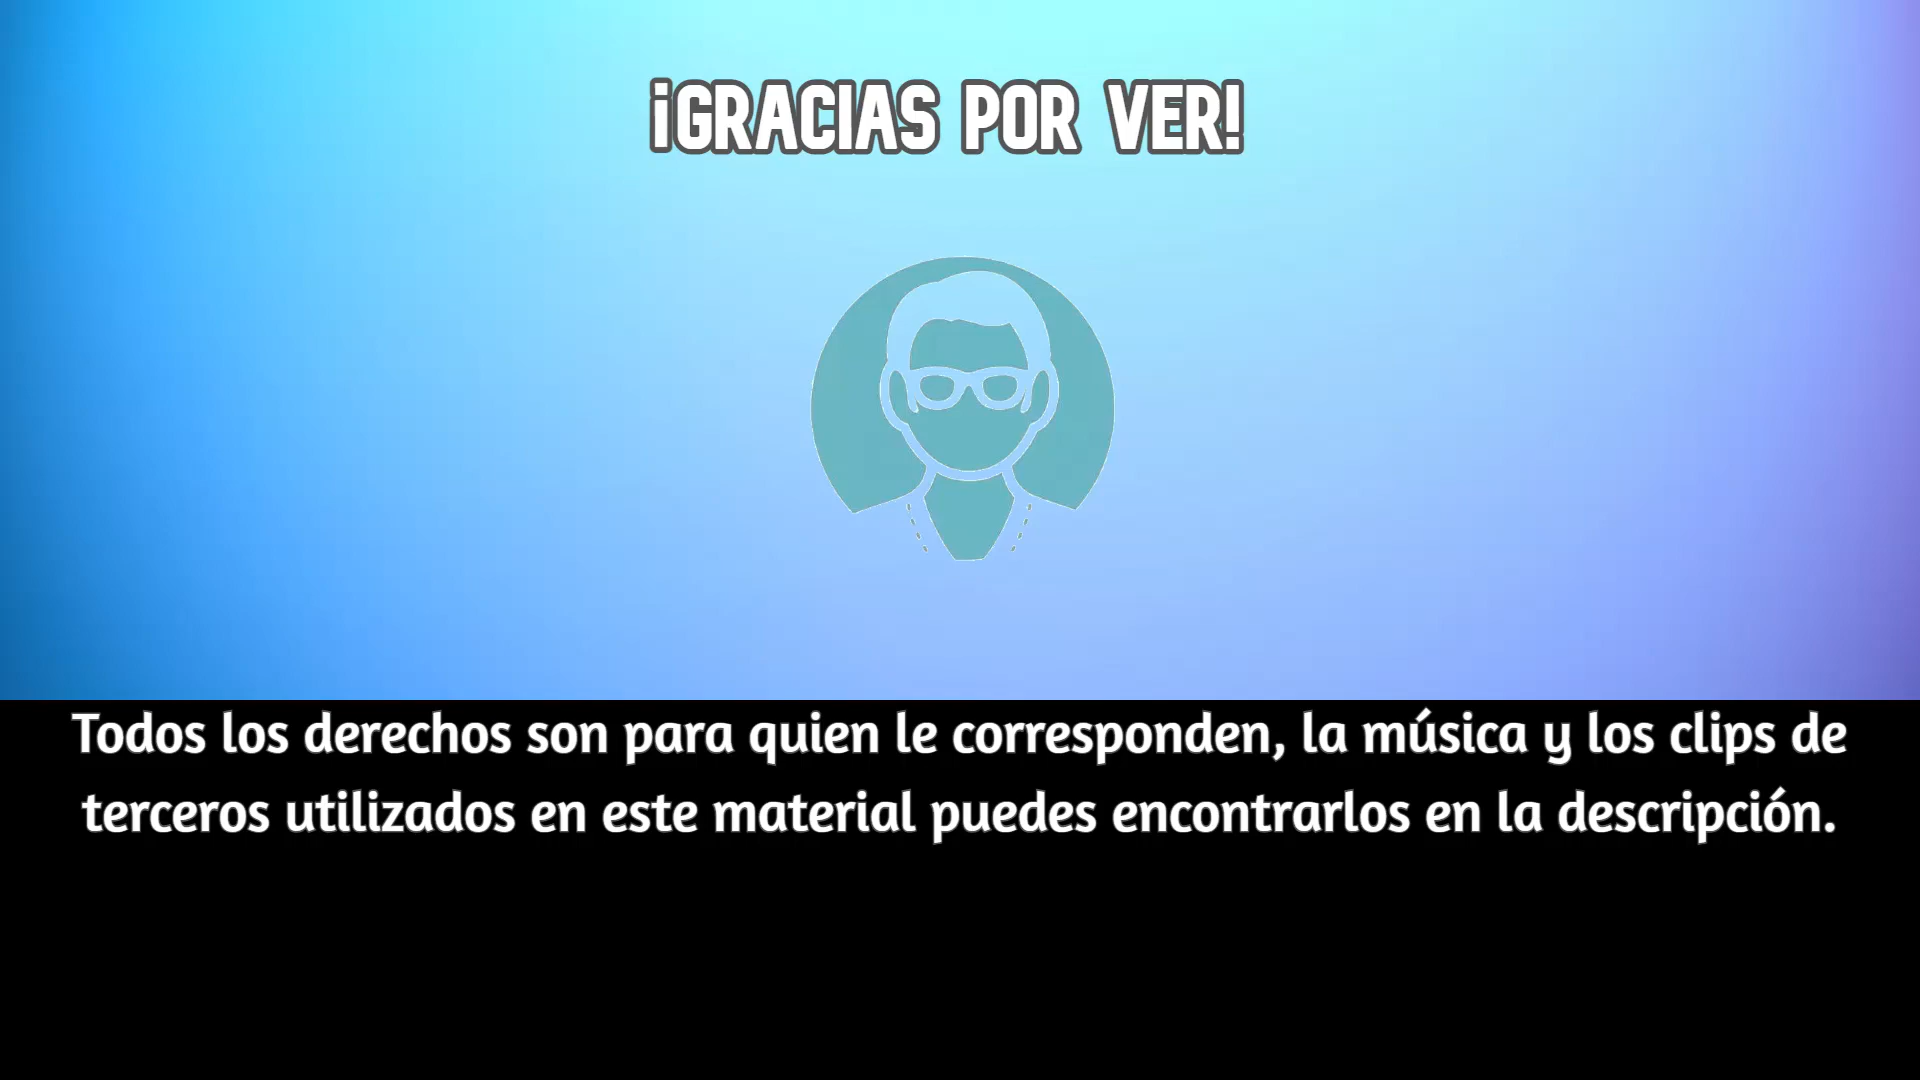 ¡GRACIAS POR VER!
Todos los derechos son para quien le corresponden, la música y los clips de
terceros utilizados en este material puedes encontrarlos en la descripción.